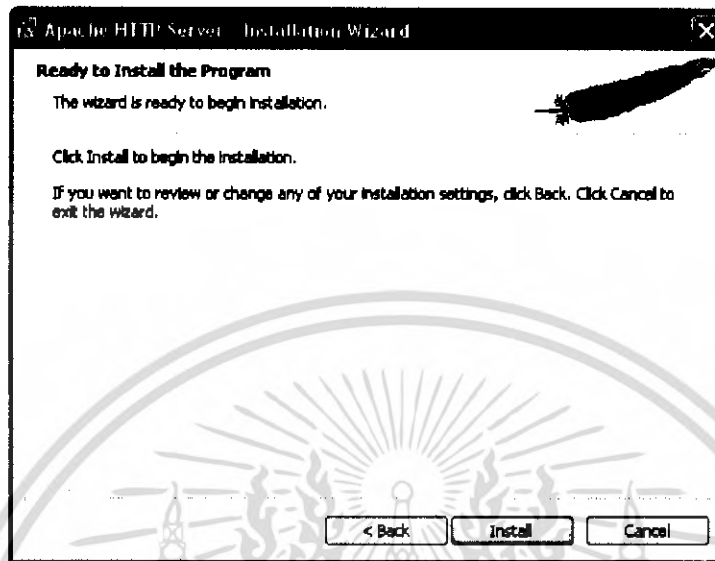 Apache HTTP Server - Installation Wizard
Ready to Install the Program
The wizard is ready to begin installation.
Click Install to begin the installation.
If you want to review or change any of your installation settings, click Back. Click Cancel to
exit the wizard.
< Back
Install
Cancel